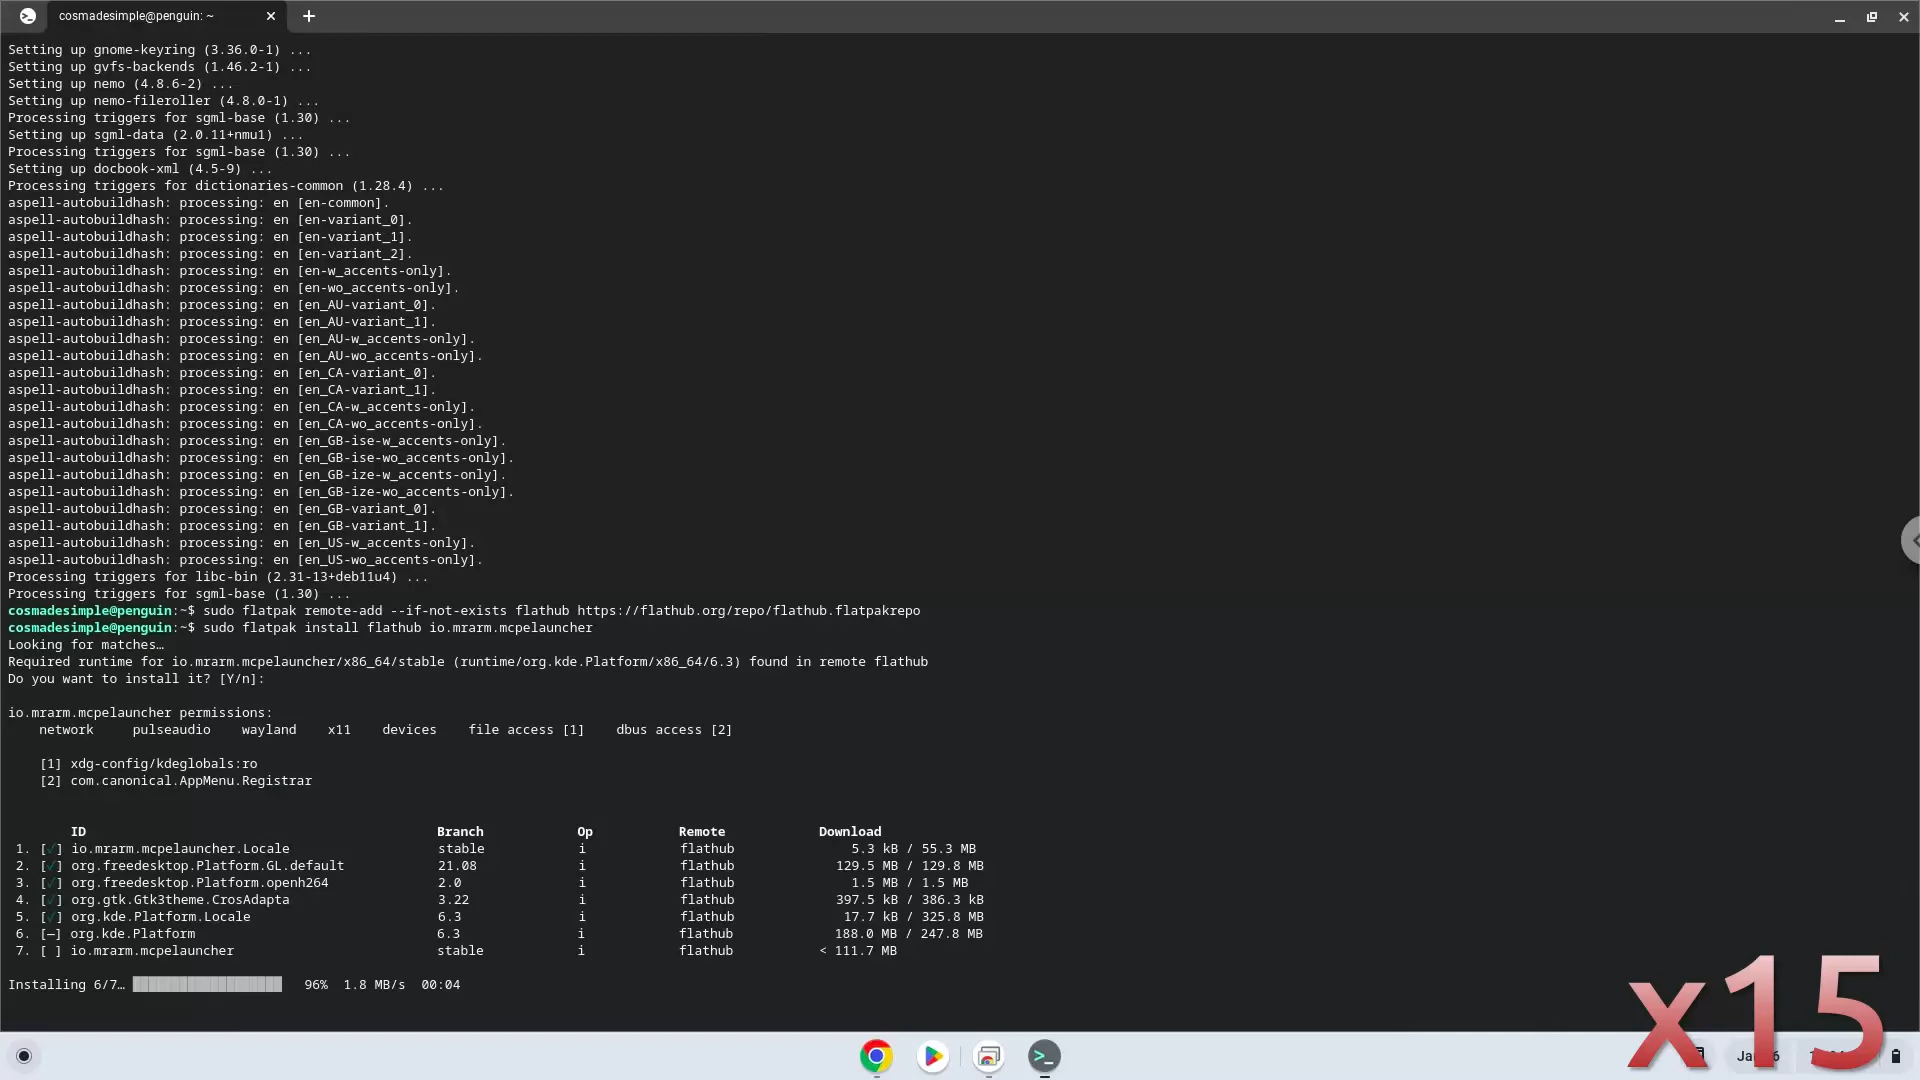 cosmadesimple@penguin: ~
Setting up gnome-keyring (3.36.0-1) ...
Setting up gvfs-backends (1.46.2-1) ...
Setting up nemo (4.8.6-2) ...
Setting up nemo-fileroller (4.8.0-1) ...
Processing triggers for sgml-base (1.30) ...
Setting up sgml-data (2.0.11+nmu1) ...
Processing triggers for sgml-base (1.30) ...
Setting up docbook-xml (4.5-9) ...
Processing triggers for dictionaries-common (1.28.4) ...
aspell-autobuildhash: processing: en [en-common].
aspell-autobuildhash: processing: en [en-variant_0].
aspell-autobuildhash: processing: en [en-variant_1].
aspell-autobuildhash: processing: en [en-variant_2].
aspell-autobuildhash: processing: en [en-w_accents-only].
aspell-autobuildhash: processing: en [en-wo_accents-only].
aspell-autobuildhash: processing: en [en_AU-variant_0].
aspell-autobuildhash: processing: en [en_AU-variant_1].
aspell-autobuildhash: processing: en [en_AU-w_accents-only].
aspell-autobuildhash: processing: en [en_AU-wo_accents-only].
aspell-autobuildhash: processing: en [en_CA-variant_0].
aspell-autobuildhash: processing: en [en_CA-variant_1].
aspell-autobuildhash: processing: en [en_CA-w_accents-only].
aspell-autobuildhash: processing: en [en_CA-wo_accents-only].
aspell-autobuildhash: processing: en [en_GB-ise-w_accents-only].
aspell-autobuildhash: processing: en [en_GB-ise-wo_accents-only].
aspell-autobuildhash: processing: en [en_GB-ize-w_accents-only].
aspell-autobuildhash: processing: en [en_GB-ize-wo_accents-only].
aspell-autobuildhash: processing: en [en_GB-variant_0].
aspell-autobuildhash: processing: en [en_GB-variant_1].
aspell-autobuildhash: processing: en [en_US-w_accents-only].
aspell-autobuildhash: processing: en [en_US-wo_accents-only].
Processing triggers for libc-bin (2.31-13+deb11u4) ...
Processing triggers for sgml-base (1.30) ...
cosmadesimple@penguin:~$ sudo flatpak remote-add --if-not-exists flathub https://flathub.org/repo/flathub.flatpakrepo
cosmadesimple@penguin:~$ sudo flatpak install flathub io.mrarm.mcpelauncher
Looking for matches…
Required runtime for io.mrarm.mcpelauncher/x86_64/stable (runtime/org.kde.Platform/x86_64/6.3) found in remote flathub
Do you want to install it? [Y/n]:
io.mrarm.mcpelauncher permissions:
network pulseaudio wayland x11 devices file access [1] dbus access [2]
[1] xdg-config/kdeglobals:ro
[2] com.canonical.AppMenu.Registrar
ID Branch Op Remote Download
1. [✓] io.mrarm.mcpelauncher.Locale stable i flathub 5.3 kB / 55.3 MB
2. [✓] org.freedesktop.Platform.GL.default 21.08 i flathub 129.5 MB / 129.8 MB
3. [✓] org.freedesktop.Platform.openh264 2.0 i flathub 1.5 MB / 1.5 MB
4. [✓] org.gtk.Gtk3theme.CrosAdapta 3.22 i flathub 397.5 kB / 386.3 kB
5. [✓] org.kde.Platform.Locale 6.3 i flathub 17.7 kB / 325.8 MB
6. [—] org.kde.Platform 6.3 i flathub 188.0 MB / 247.8 MB
7. [ ] io.mrarm.mcpelauncher stable i flathub < 111.7 MB
Installing 6/7… 96% 1.8 MB/s 00:04
x15